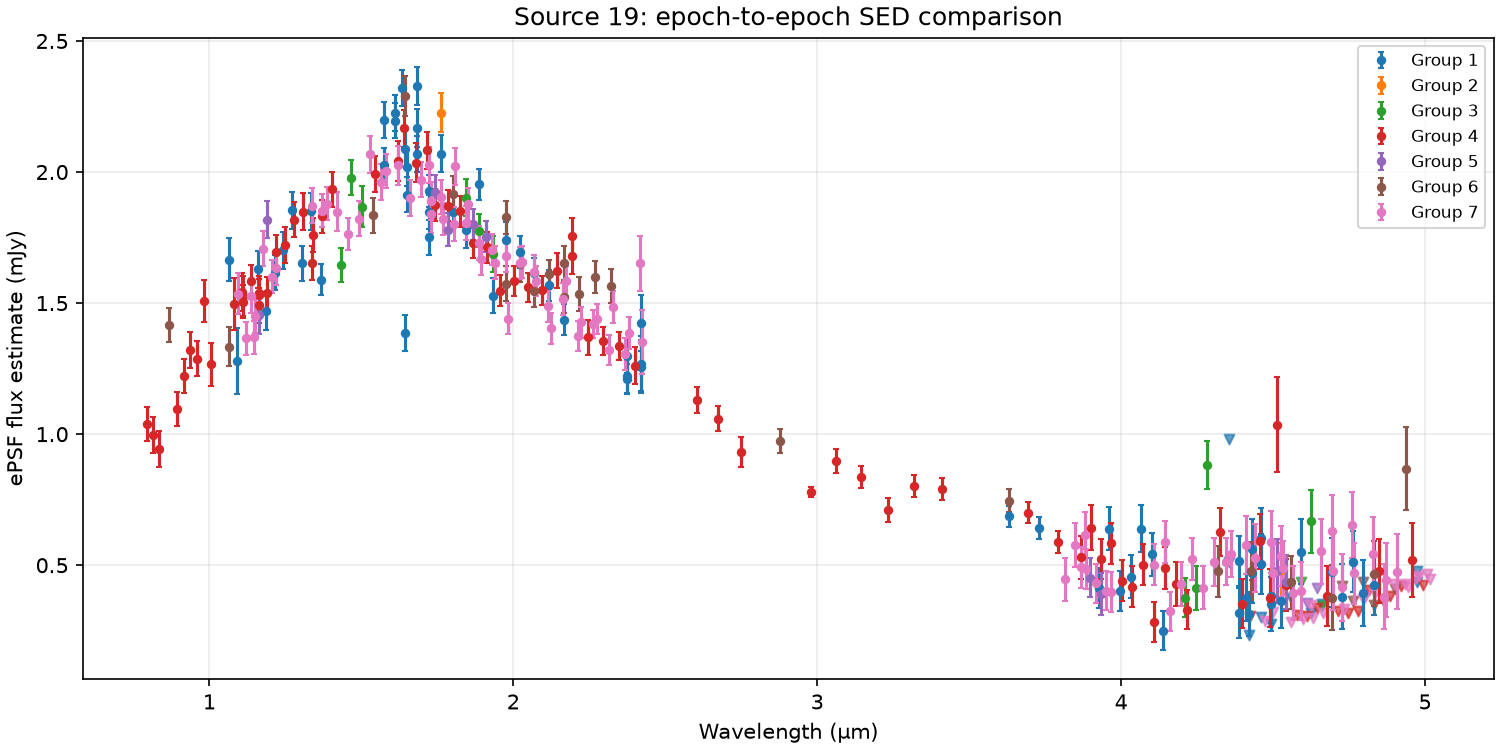 Source 19: epoch-to-epoch SED comparison
2.5
2.0
1.5
1.0
0.5
ePSF flux estimate (mJy)
Group 1
Group 2
Group 3
Group 4
Group 5
Group 6
Group 7
1
2
3
4
5
Wavelength (μm)